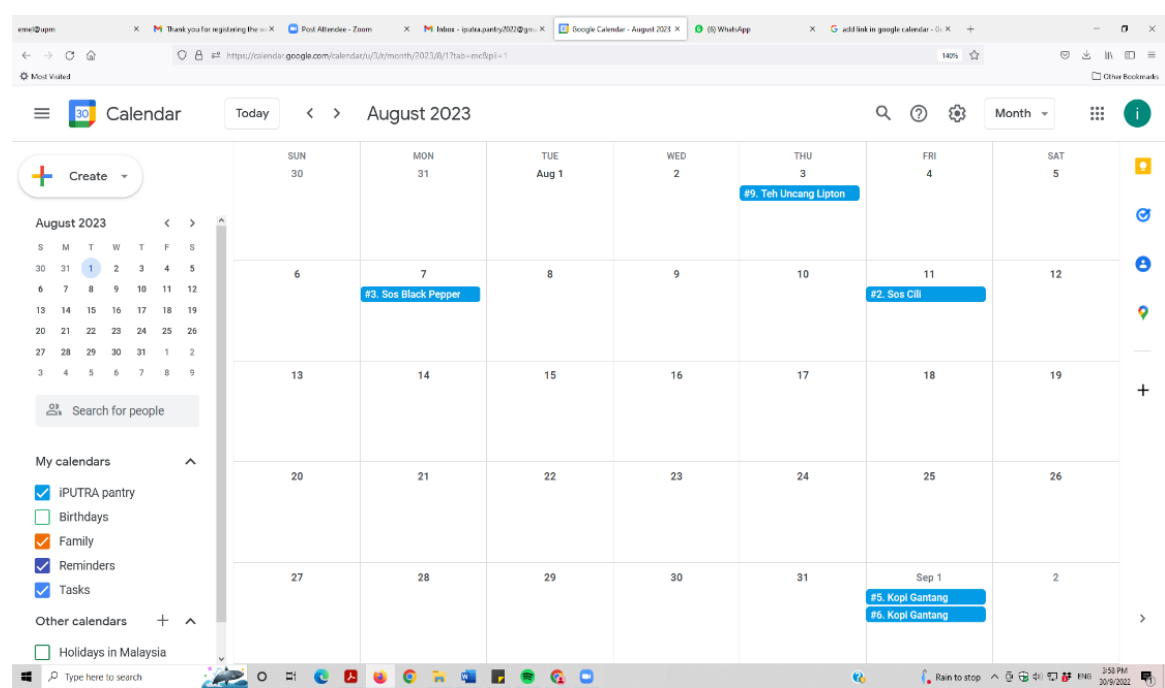 emel@upm
Thank you for registering the
Post Attendee - Zoom
Inbox - iputra.pantry2022@gm
Google Calendar - August 2023
(6) WhatsApp
add link in google calendar - Go
https://calendar.google.com/calendar/u/3/r/month/2023/8/1?tab=mc&pli=1
140%
Most Visited
Other Bookmarks
30
Calendar
Today
August 2023
Month
i
Create
August 2023
S M T W T F S
30 31 1 2 3 4 5
6 7 8 9 10 11 12
13 14 15 16 17 18 19
20 21 22 23 24 25 26
27 28 29 30 31 1 2
3 4 5 6 7 8 9
Search for people
My calendars
iPUTRA pantry
Birthdays
Family
Reminders
Tasks
Other calendars
Holidays in Malaysia
SUN MON TUE WED THU FRI SAT
30 31 Aug 1 2 3 4 5
#9. Teh Uncang Lipton
6 7 8 9 10 11 12
#3. Sos Black Pepper #2. Sos Cili
13 14 15 16 17 18 19
20 21 22 23 24 25 26
27 28 29 30 31 Sep 1 2
#5. Kopi Gantang
#6. Kopi Gantang
Type here to search
Rain to stop
ENG
3:53 PM
30/9/2022